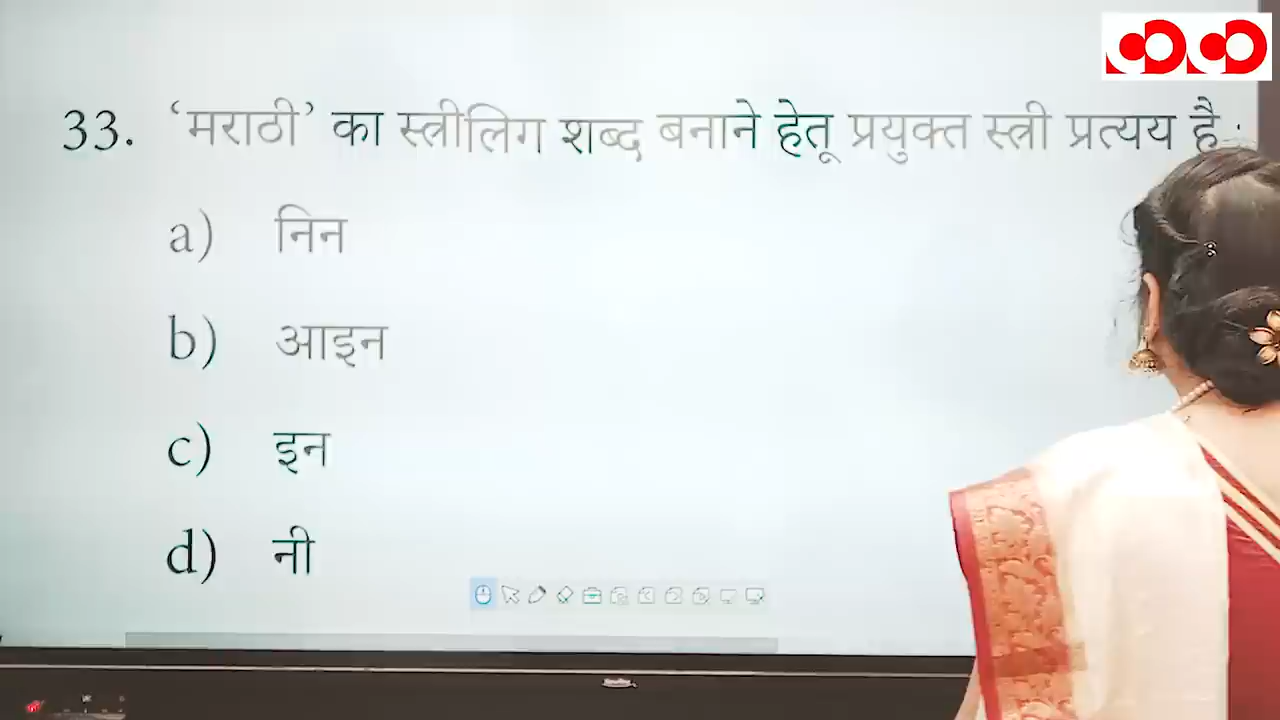 33. ‘मराठी’ का स्त्रीलिग शब्द बनाने हेतू प्रयुक्त स्त्री प्रत्यय है :
a) निन
b) आइन
c) इन
d) नी